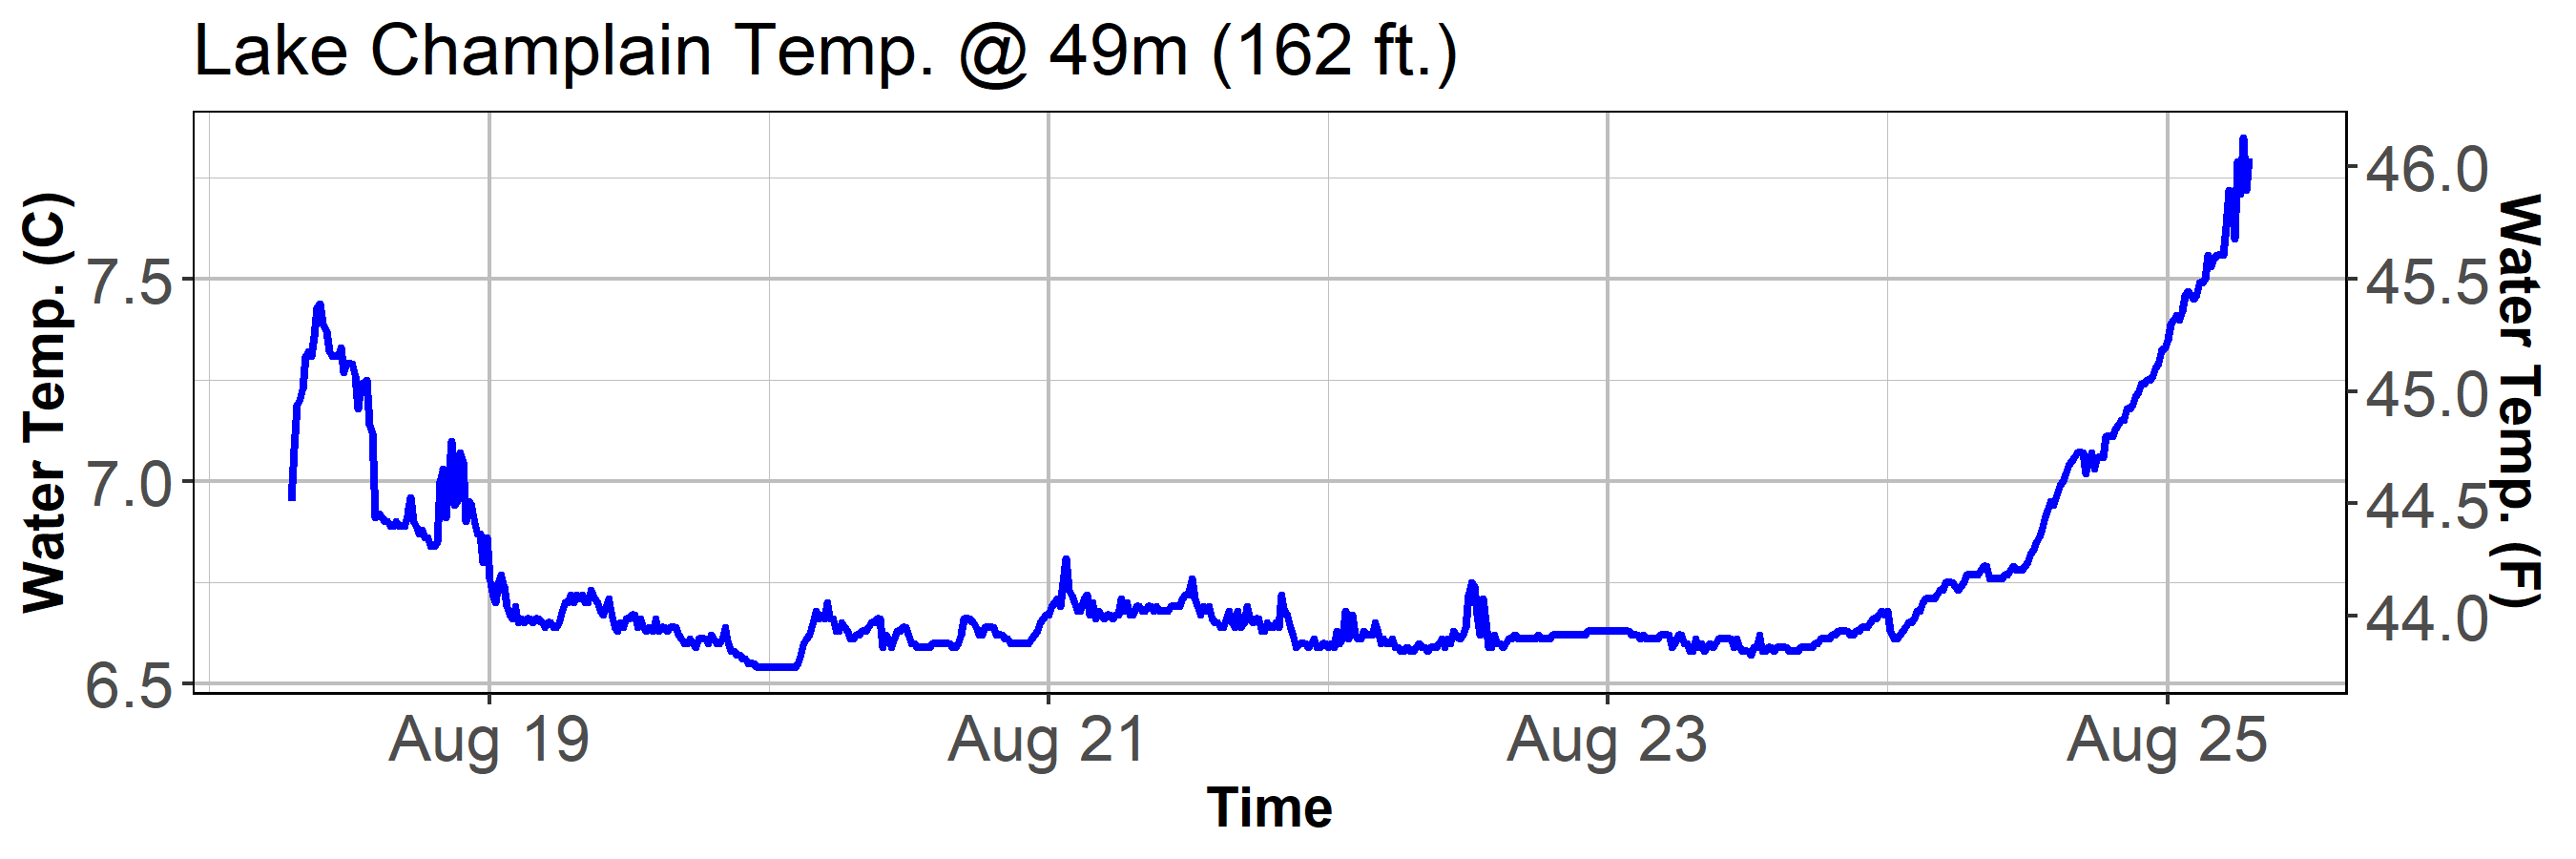 Lake Champlain Temp. @ 49m (162 ft.)
Water Temp. (C)
7.5
7.0
6.5
46.0
45.5
45.0
44.5
44.0
Water Temp. (F)
Aug 19 Aug 21 Aug 23 Aug 25
Time